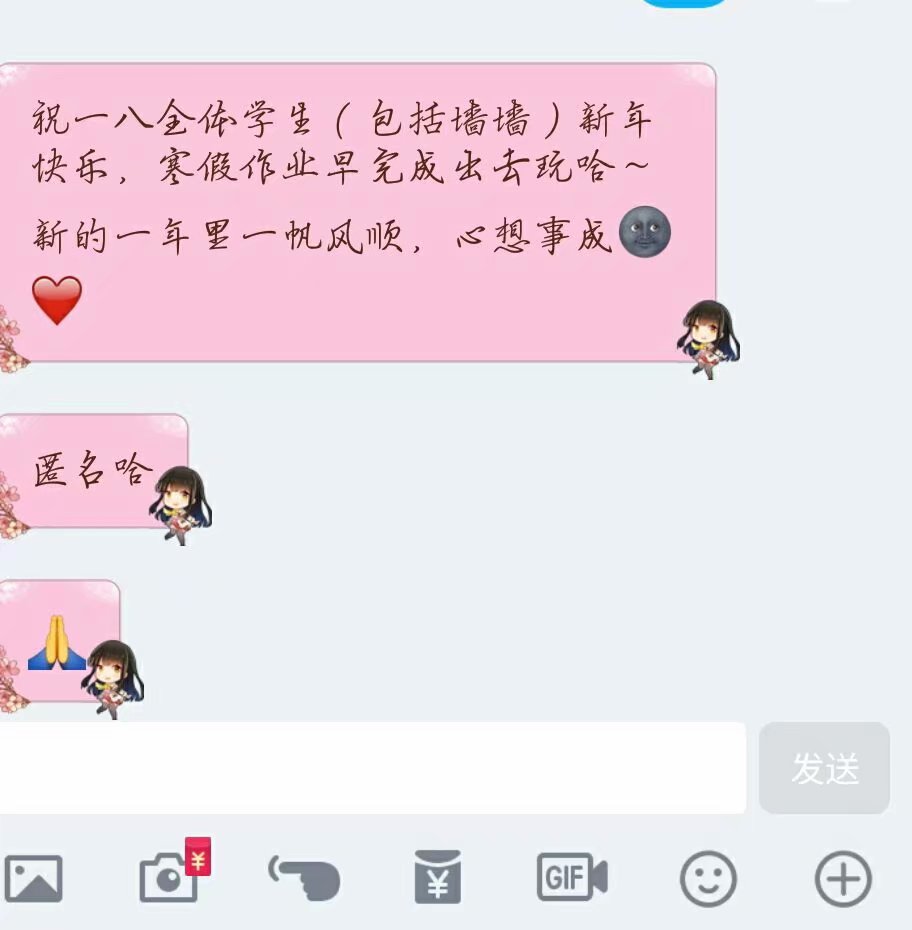 祝一八全体学生（包括墙墙）新年
快乐，寒假作业早完成出去玩哈~
新的一年里一帆风顺，心想事成🌚
❤️
匿名哈
🙏
发送
¥
¥
GIF